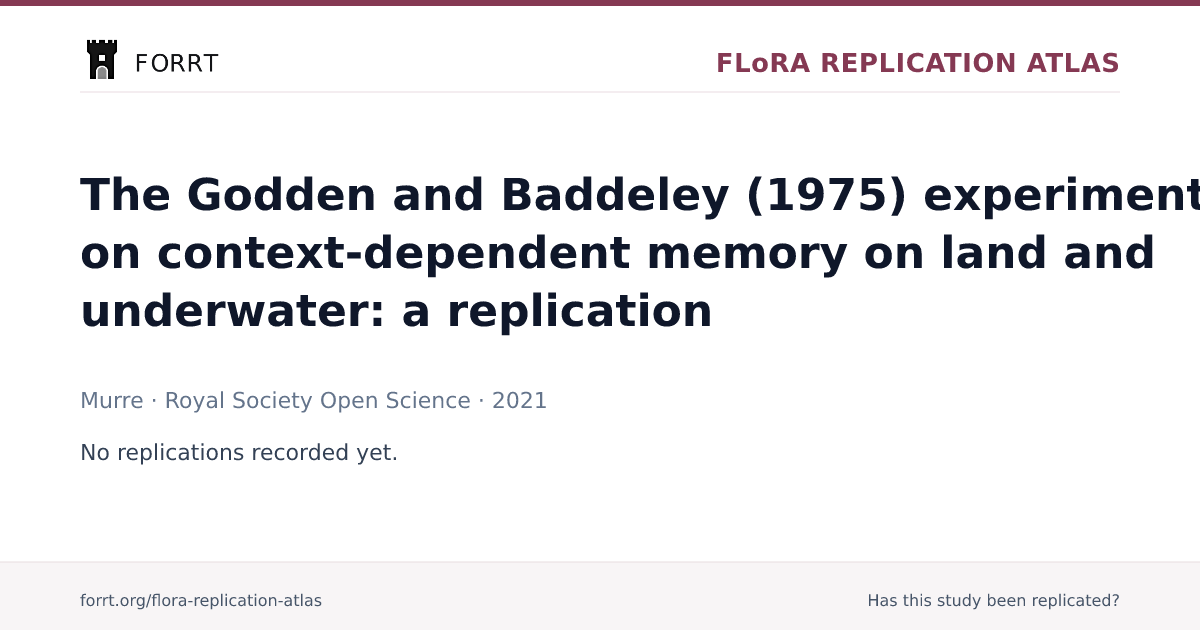 FORRT
FLoRA REPLICATION ATLAS
The Godden and Baddeley (1975) experiment
on context-dependent memory on land and
underwater: a replication
Murre · Royal Society Open Science · 2021
No replications recorded yet.
forrt.org/flora-replication-atlas
Has this study been replicated?